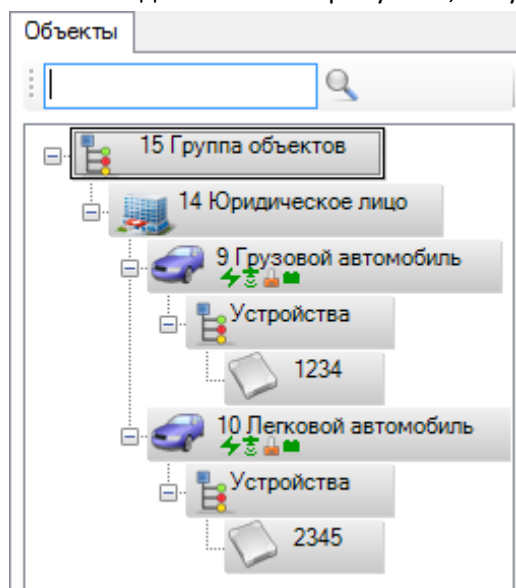 Объекты
15 Группа объектов
14 Юридическое лицо
9 Грузовой автомобиль
Устройства
1234
10 Легковой автомобиль
Устройства
2345